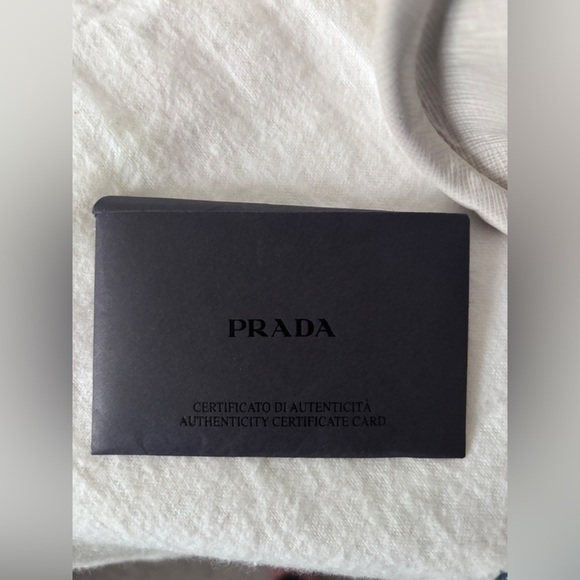 PRADA
CERTIFICATO DI AUTENTICITÀ
AUTHENTICITY CERTIFICATE CARD